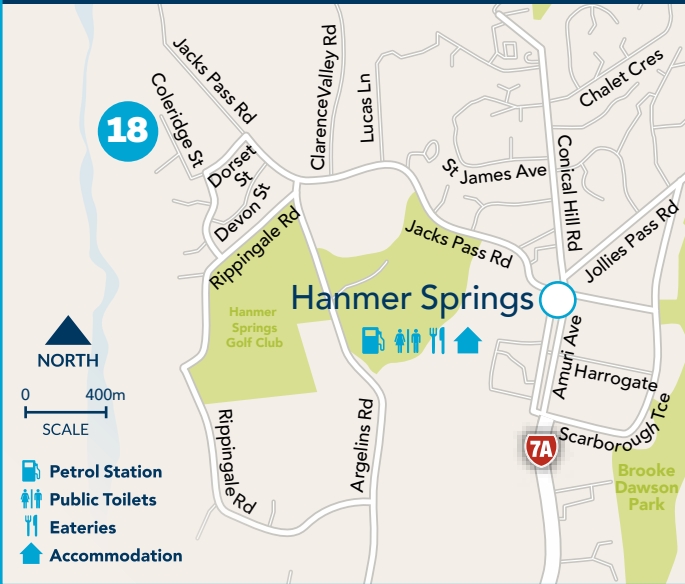 Jacks Pass Rd
Coleridge St
18
Dorset
St
Devon St
ClarenceValley Rd
Lucas Ln
St James Ave
Chalet Cres
Conical Hill Rd
Jollies Pass Rd
Jacks Pass Rd
Rippingale Rd
Hanmer Springs
Hanmer
Springs
Golf Club
NORTH
0 400m
SCALE
Amuri Ave
Harrogate
Scarborough Tce
7A
Argelins Rd
Rippingale Rd
Brooke
Dawson
Park
Petrol Station
Public Toilets
Eateries
Accommodation